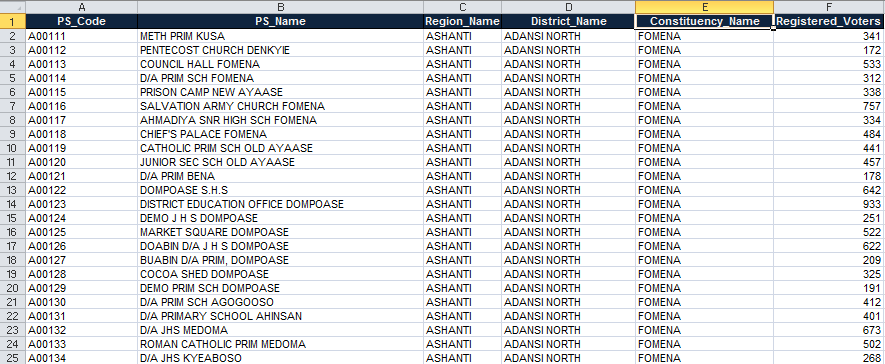 A B C D E F
1 PS_Code PS_Name Region_Name District_Name Constituency_Name Registered_Voters
2 A00111 METH PRIM KUSA ASHANTI ADANSI NORTH FOMENA 341
3 A00112 PENTECOST CHURCH DENKYIE ASHANTI ADANSI NORTH FOMENA 172
4 A00113 COUNCIL HALL FOMENA ASHANTI ADANSI NORTH FOMENA 533
5 A00114 D/A PRIM SCH FOMENA ASHANTI ADANSI NORTH FOMENA 312
6 A00115 PRISON CAMP NEW AYAASE ASHANTI ADANSI NORTH FOMENA 338
7 A00116 SALVATION ARMY CHURCH FOMENA ASHANTI ADANSI NORTH FOMENA 757
8 A00117 AHMADIYA SNR HIGH SCH FOMENA ASHANTI ADANSI NORTH FOMENA 334
9 A00118 CHIEF'S PALACE FOMENA ASHANTI ADANSI NORTH FOMENA 484
10 A00119 CATHOLIC PRIM SCH OLD AYAASE ASHANTI ADANSI NORTH FOMENA 441
11 A00120 JUNIOR SEC SCH OLD AYAASE ASHANTI ADANSI NORTH FOMENA 457
12 A00121 D/A PRIM BENA ASHANTI ADANSI NORTH FOMENA 178
13 A00122 DOMPOASE S.H.S ASHANTI ADANSI NORTH FOMENA 642
14 A00123 DISTRICT EDUCATION OFFICE DOMPOASE ASHANTI ADANSI NORTH FOMENA 933
15 A00124 DEMO J H S DOMPOASE ASHANTI ADANSI NORTH FOMENA 251
16 A00125 MARKET SQUARE DOMPOASE ASHANTI ADANSI NORTH FOMENA 522
17 A00126 DOABIN D/A J H S DOMPOASE ASHANTI ADANSI NORTH FOMENA 622
18 A00127 BUABIN D/A PRIM, DOMPOASE ASHANTI ADANSI NORTH FOMENA 209
19 A00128 COCOA SHED DOMPOASE ASHANTI ADANSI NORTH FOMENA 325
20 A00129 DEMO PRIM SCH DOMPOASE ASHANTI ADANSI NORTH FOMENA 191
21 A00130 D/A PRIM SCH AGOGOOSO ASHANTI ADANSI NORTH FOMENA 412
22 A00131 D/A PRIMARY SCHOOL AHINSAN ASHANTI ADANSI NORTH FOMENA 401
23 A00132 D/A JHS MEDOMA ASHANTI ADANSI NORTH FOMENA 673
24 A00133 ROMAN CATHOLIC PRIM MEDOMA ASHANTI ADANSI NORTH FOMENA 502
25 A00134 D/A JHS KYEABOSO ASHANTI ADANSI NORTH FOMENA 268